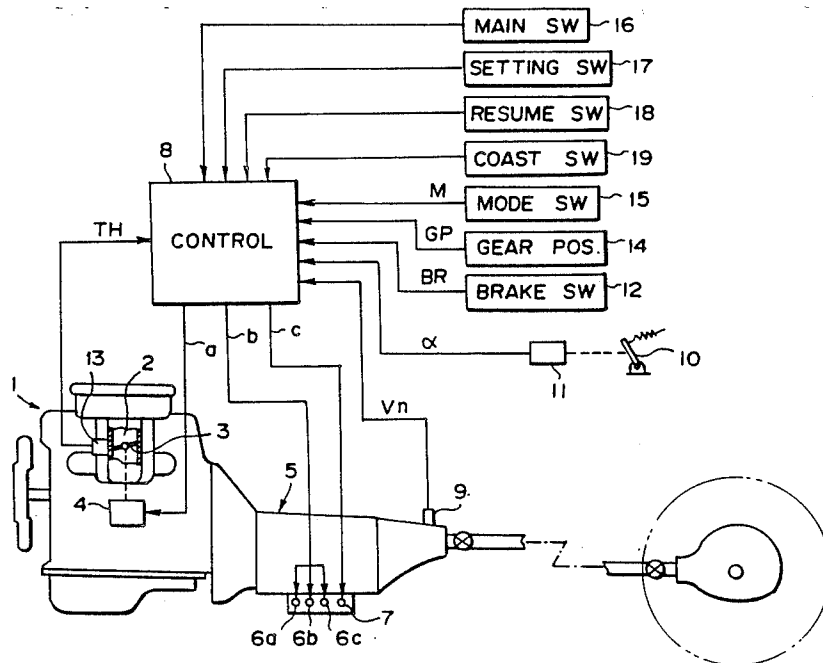 MAIN SW 16
SETTING SW 17
RESUME SW 18
COAST SW 19
8
M MODE SW 15
TH CONTROL GP GEAR POS. 14
BR BRAKE SW 12
a b c
α 10
11
13 2
1 3 Vn
4 5 9
6a 6b 6c 7